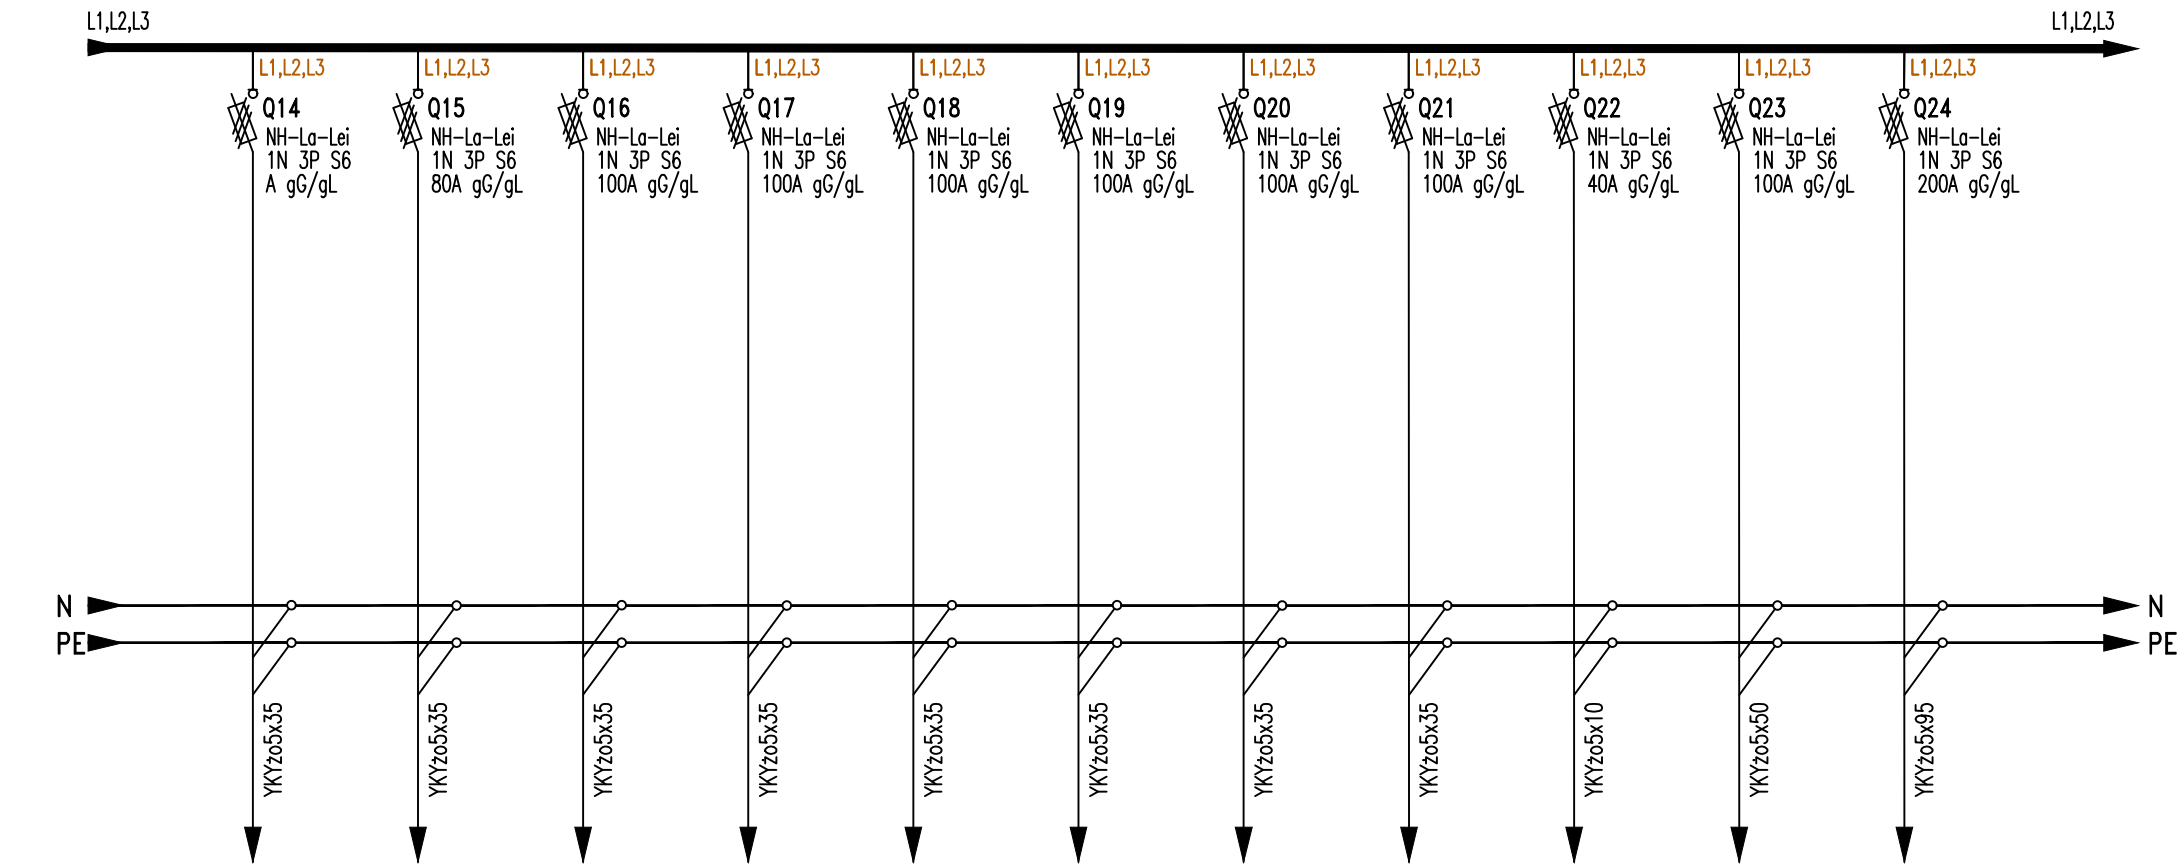 L1,L2,L3
L1,L2,L3
L1,L2,L3
L1,L2,L3
L1,L2,L3
L1,L2,L3
L1,L2,L3
L1,L2,L3
L1,L2,L3
L1,L2,L3
L1,L2,L3
L1,L2,L3
L1,L2,L3
Q14
NH-La-Lei
1N 3P S6
A gG/gL
Q15
NH-La-Lei
1N 3P S6
80A gG/gL
Q16
NH-La-Lei
1N 3P S6
100A gG/gL
Q17
NH-La-Lei
1N 3P S6
100A gG/gL
Q18
NH-La-Lei
1N 3P S6
100A gG/gL
Q19
NH-La-Lei
1N 3P S6
100A gG/gL
Q20
NH-La-Lei
1N 3P S6
100A gG/gL
Q21
NH-La-Lei
1N 3P S6
100A gG/gL
Q22
NH-La-Lei
1N 3P S6
40A gG/gL
Q23
NH-La-Lei
1N 3P S6
100A gG/gL
Q24
NH-La-Lei
1N 3P S6
200A gG/gL
N
N
PE
PE
YKYżo5x35
YKYżo5x35
YKYżo5x35
YKYżo5x35
YKYżo5x35
YKYżo5x35
YKYżo5x35
YKYżo5x35
YKYżo5x10
YKYżo5x50
YKYżo5x95